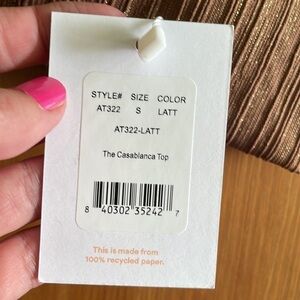 STYLE# SIZE COLOR
AT322 S LATT
AT322-LATT
The Casablanca Top
8 40302 35242 7
This is made from
100% recycled paper.